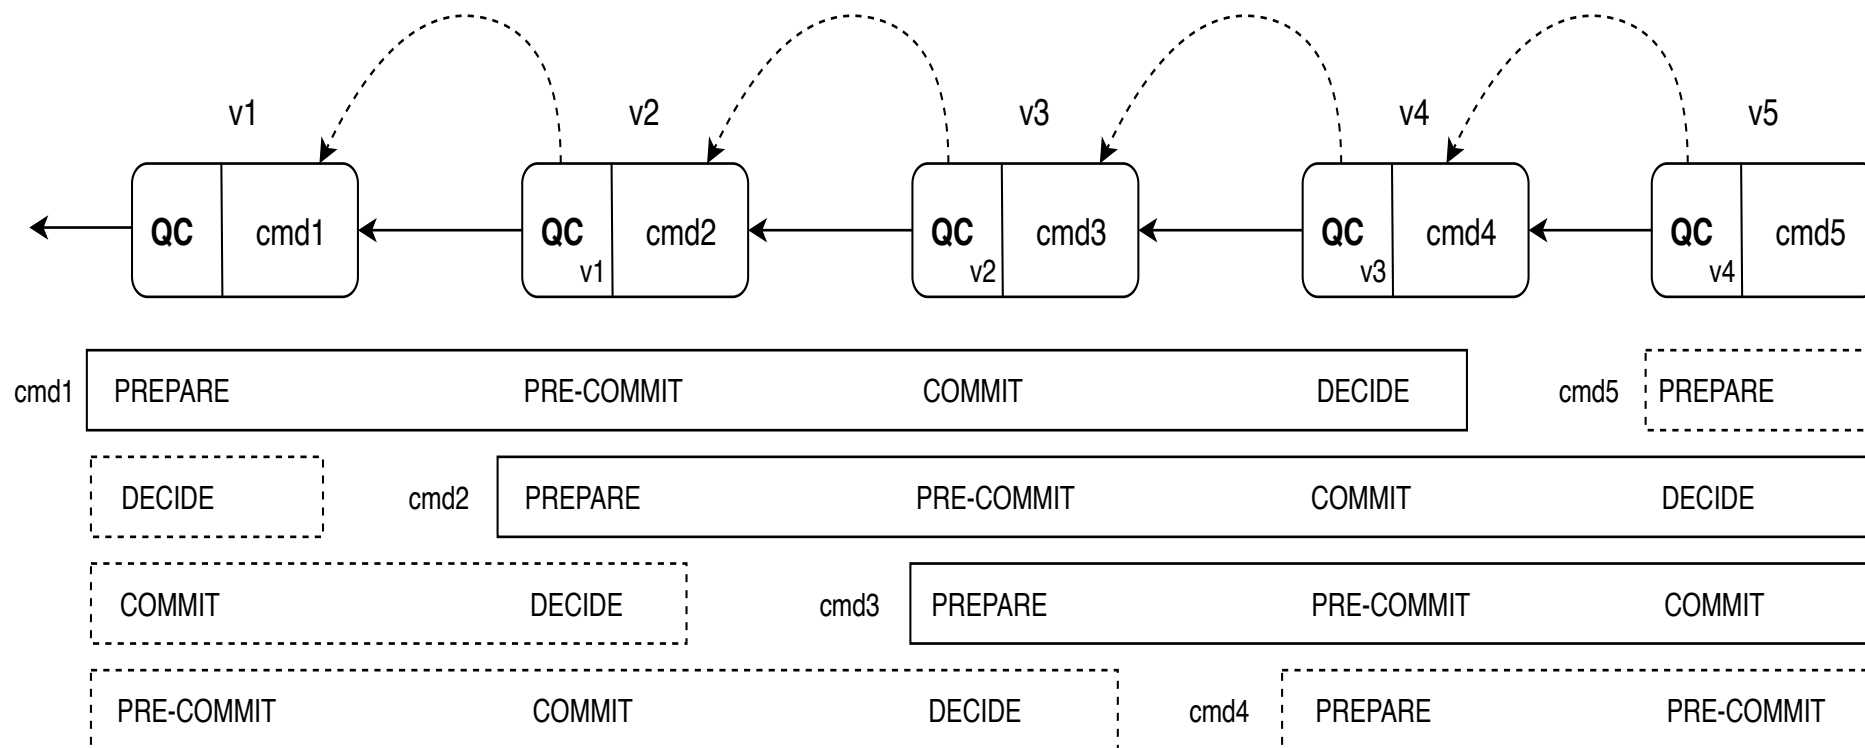 v1 v2 v3 v4 v5
QC cmd1 QC cmd2 QC cmd3 QC cmd4 QC cmd5
v1 v2 v3 v4
cmd1 PREPARE PRE-COMMIT COMMIT DECIDE cmd5 PREPARE
DECIDE cmd2 PREPARE PRE-COMMIT COMMIT DECIDE
COMMIT DECIDE cmd3 PREPARE PRE-COMMIT COMMIT
PRE-COMMIT COMMIT DECIDE cmd4 PREPARE PRE-COMMIT